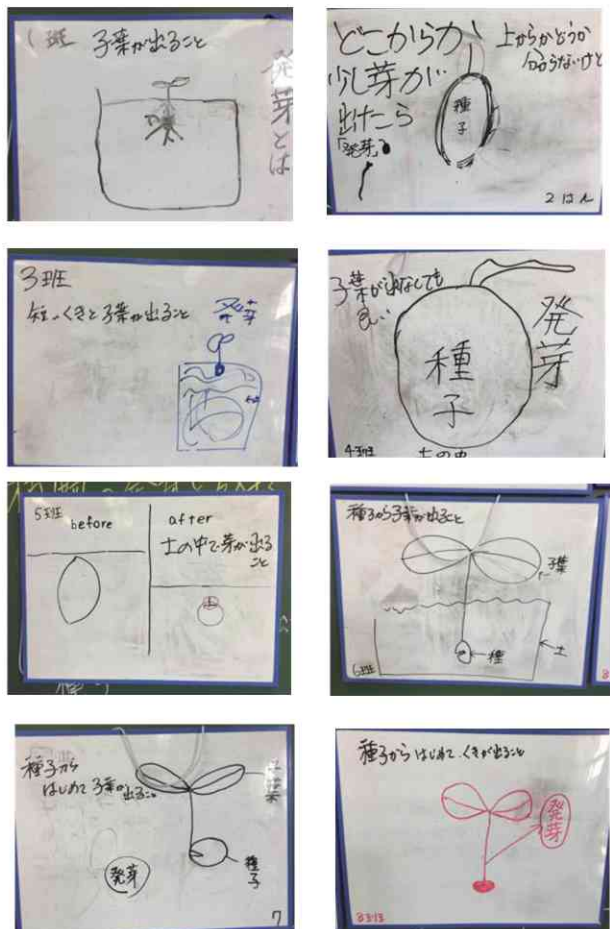 1班 子葉が出ること
発芽とは
どこからか
少し芽が
出たら
「発芽」
上からかどうか
分からないけど
種子
2はん
3班
短いくきと子葉が出ること
発芽
子葉が出なくても
良い
種子
発芽
4班 土の中
5班
before
after
土の中で芽が出る
こと
種子から子葉が出ること
子葉
種
土
6班
種子から
はじめて子葉が出ること
子葉
種子
発芽
7
種子からはじめてくきが出ること
発芽